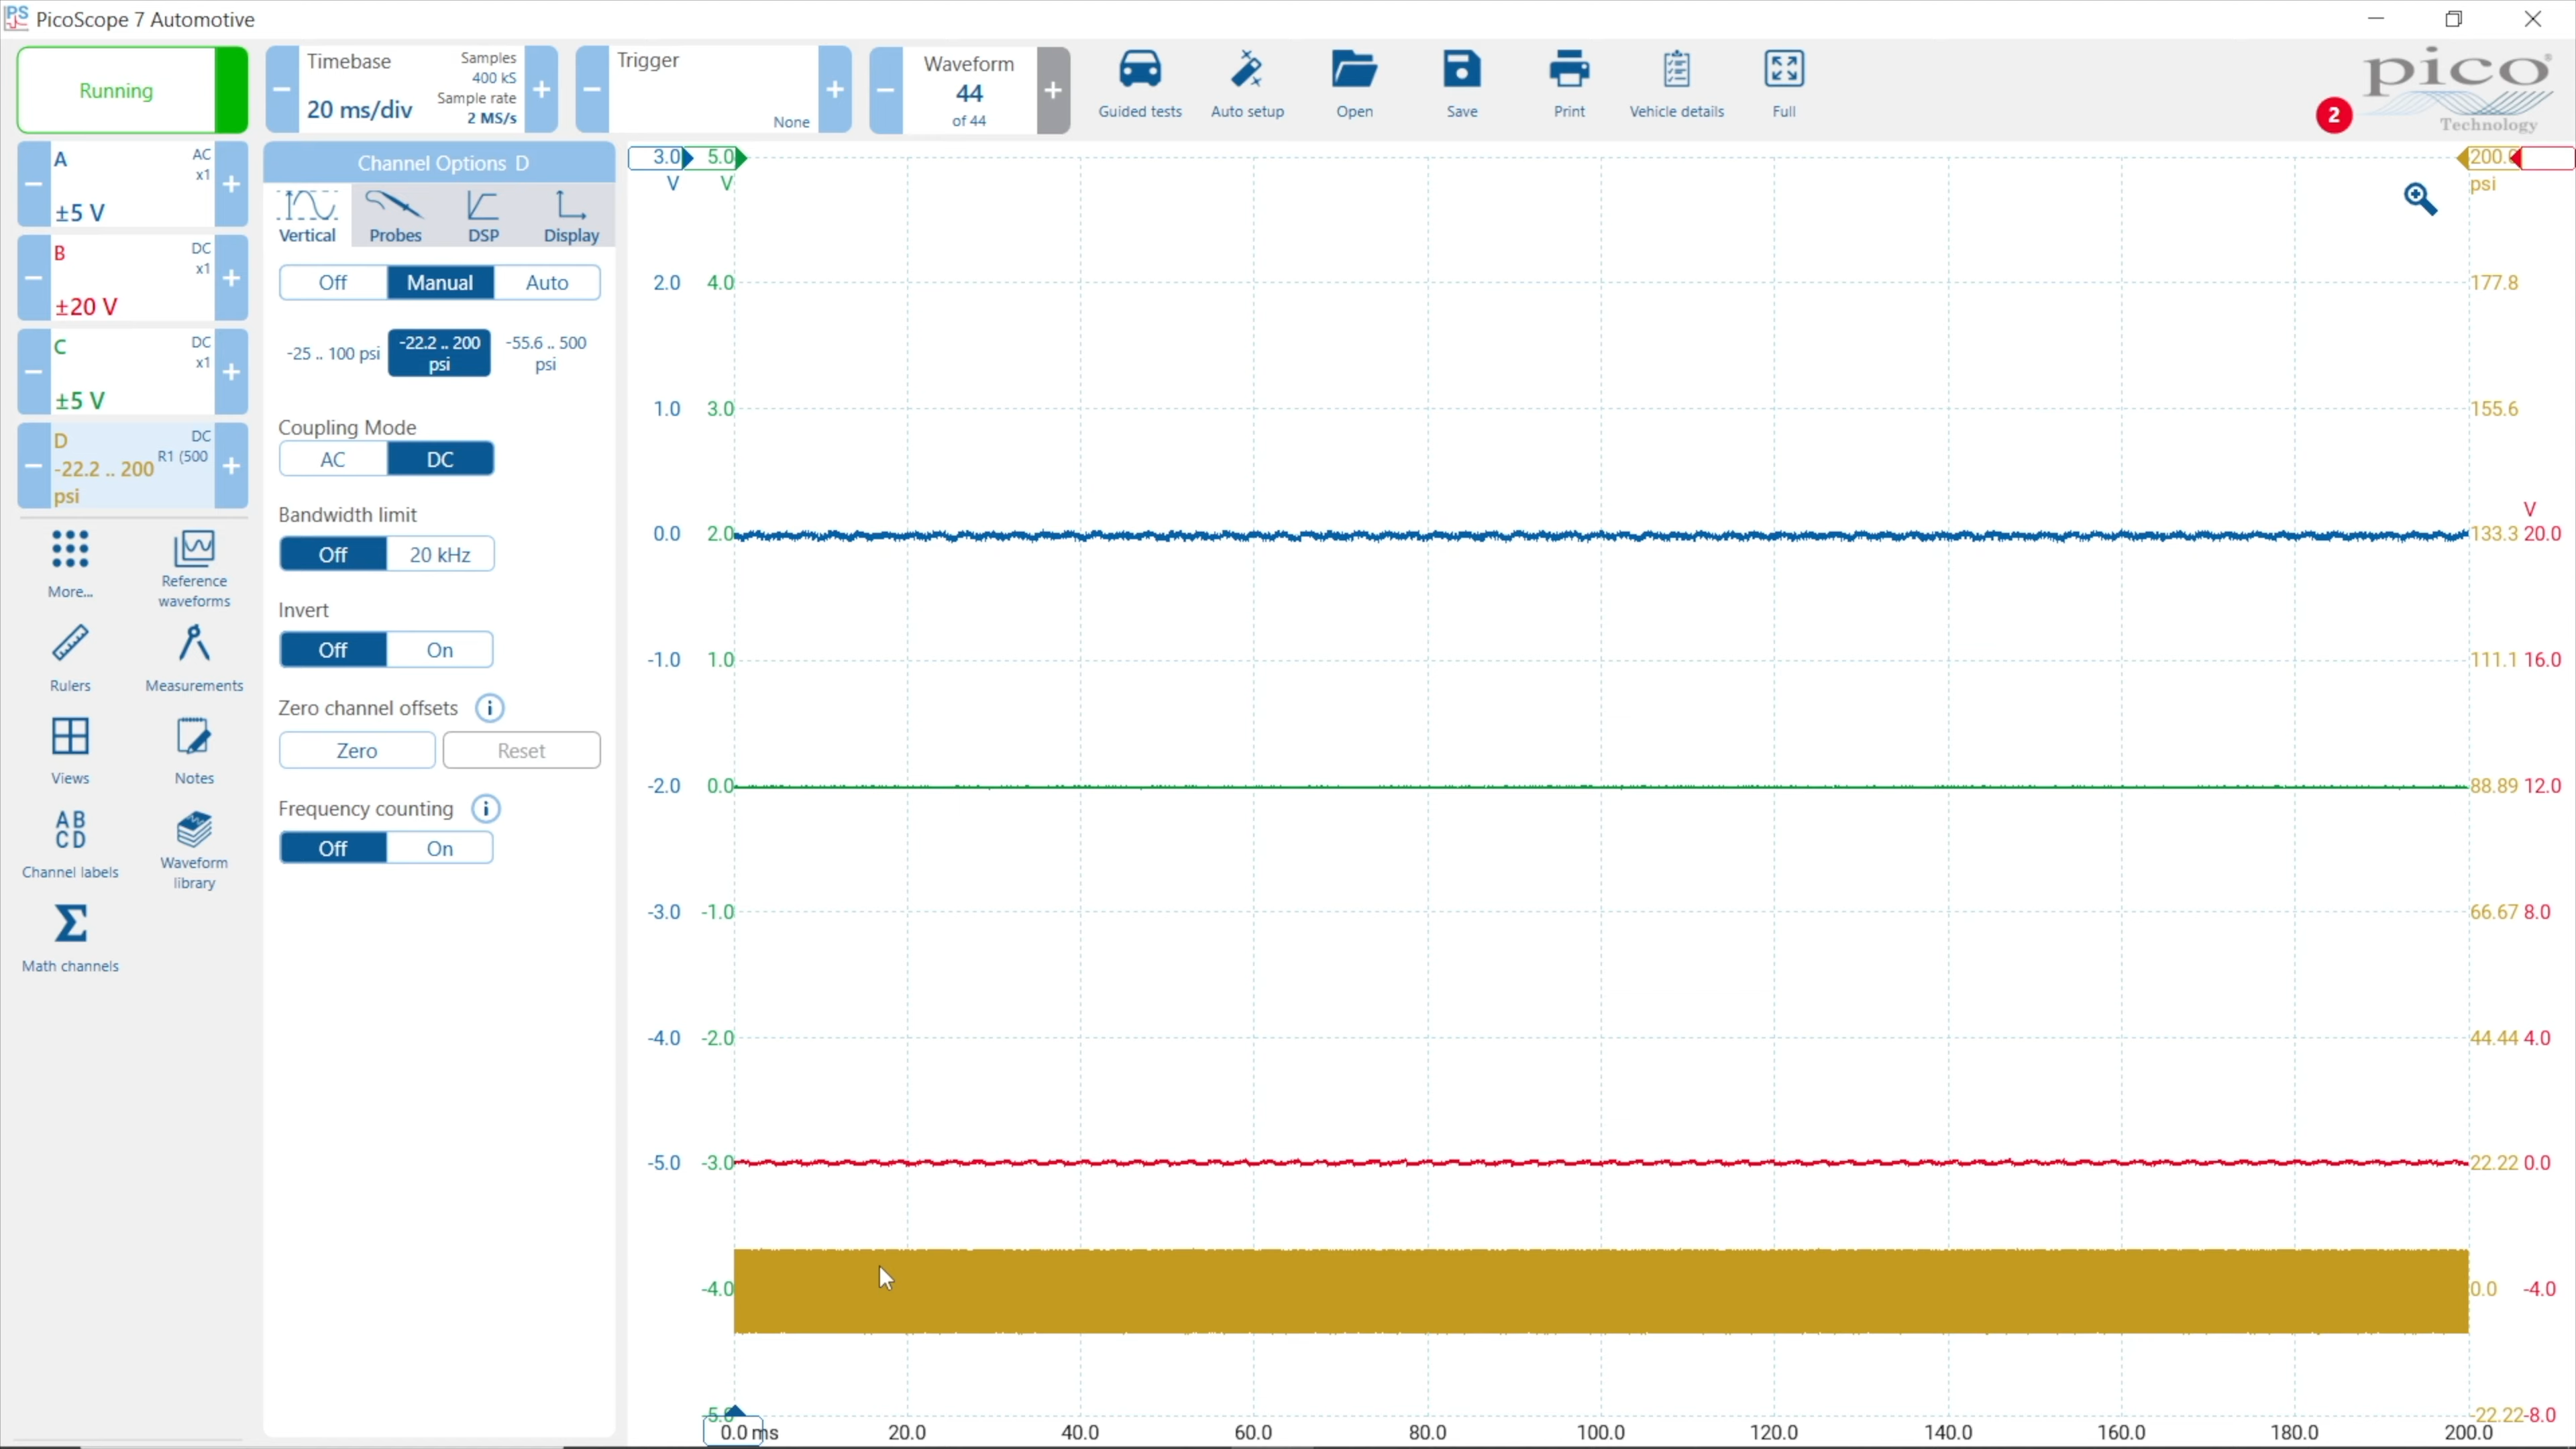 PicoScope 7 Automotive
Running
Timebase
20 ms/div
Samples
400 kS
Sample rate
2 MS/s
Trigger
None
Waveform
44
of 44
Guided tests
Auto setup
Open
Save
Print
Vehicle details
Full
2
pico
Technology
A
AC
x1
±5 V
B
DC
x1
±20 V
C
DC
x1
±5 V
D
DC
R1 (500
-22.2 .. 200
psi
More...
Reference
waveforms
Rulers
Measurements
Views
Notes
A B
C D
Channel labels
Waveform
library
Math channels
Channel Options D
Vertical
Probes
DSP
Display
Off
Manual
Auto
-25 .. 100 psi
-22.2 .. 200
psi
-55.6 .. 500
psi
Coupling Mode
AC
DC
Bandwidth limit
Off
20 kHz
Invert
Off
On
Zero channel offsets
Zero
Reset
Frequency counting
Off
On
3.0
V
2.0
1.0
0.0
-1.0
-2.0
-3.0
-4.0
-5.0
5.0
V
4.0
3.0
2.0
1.0
0.0
-1.0
-2.0
-3.0
-4.0
200.
psi
177.8
155.6
133.3
111.1
88.89
66.67
44.44
22.22
0.0
-22.22
V
20.0
16.0
12.0
8.0
4.0
0.0
-4.0
-8.0
0.0 ms
20.0
40.0
60.0
80.0
100.0
120.0
140.0
160.0
180.0
200.0